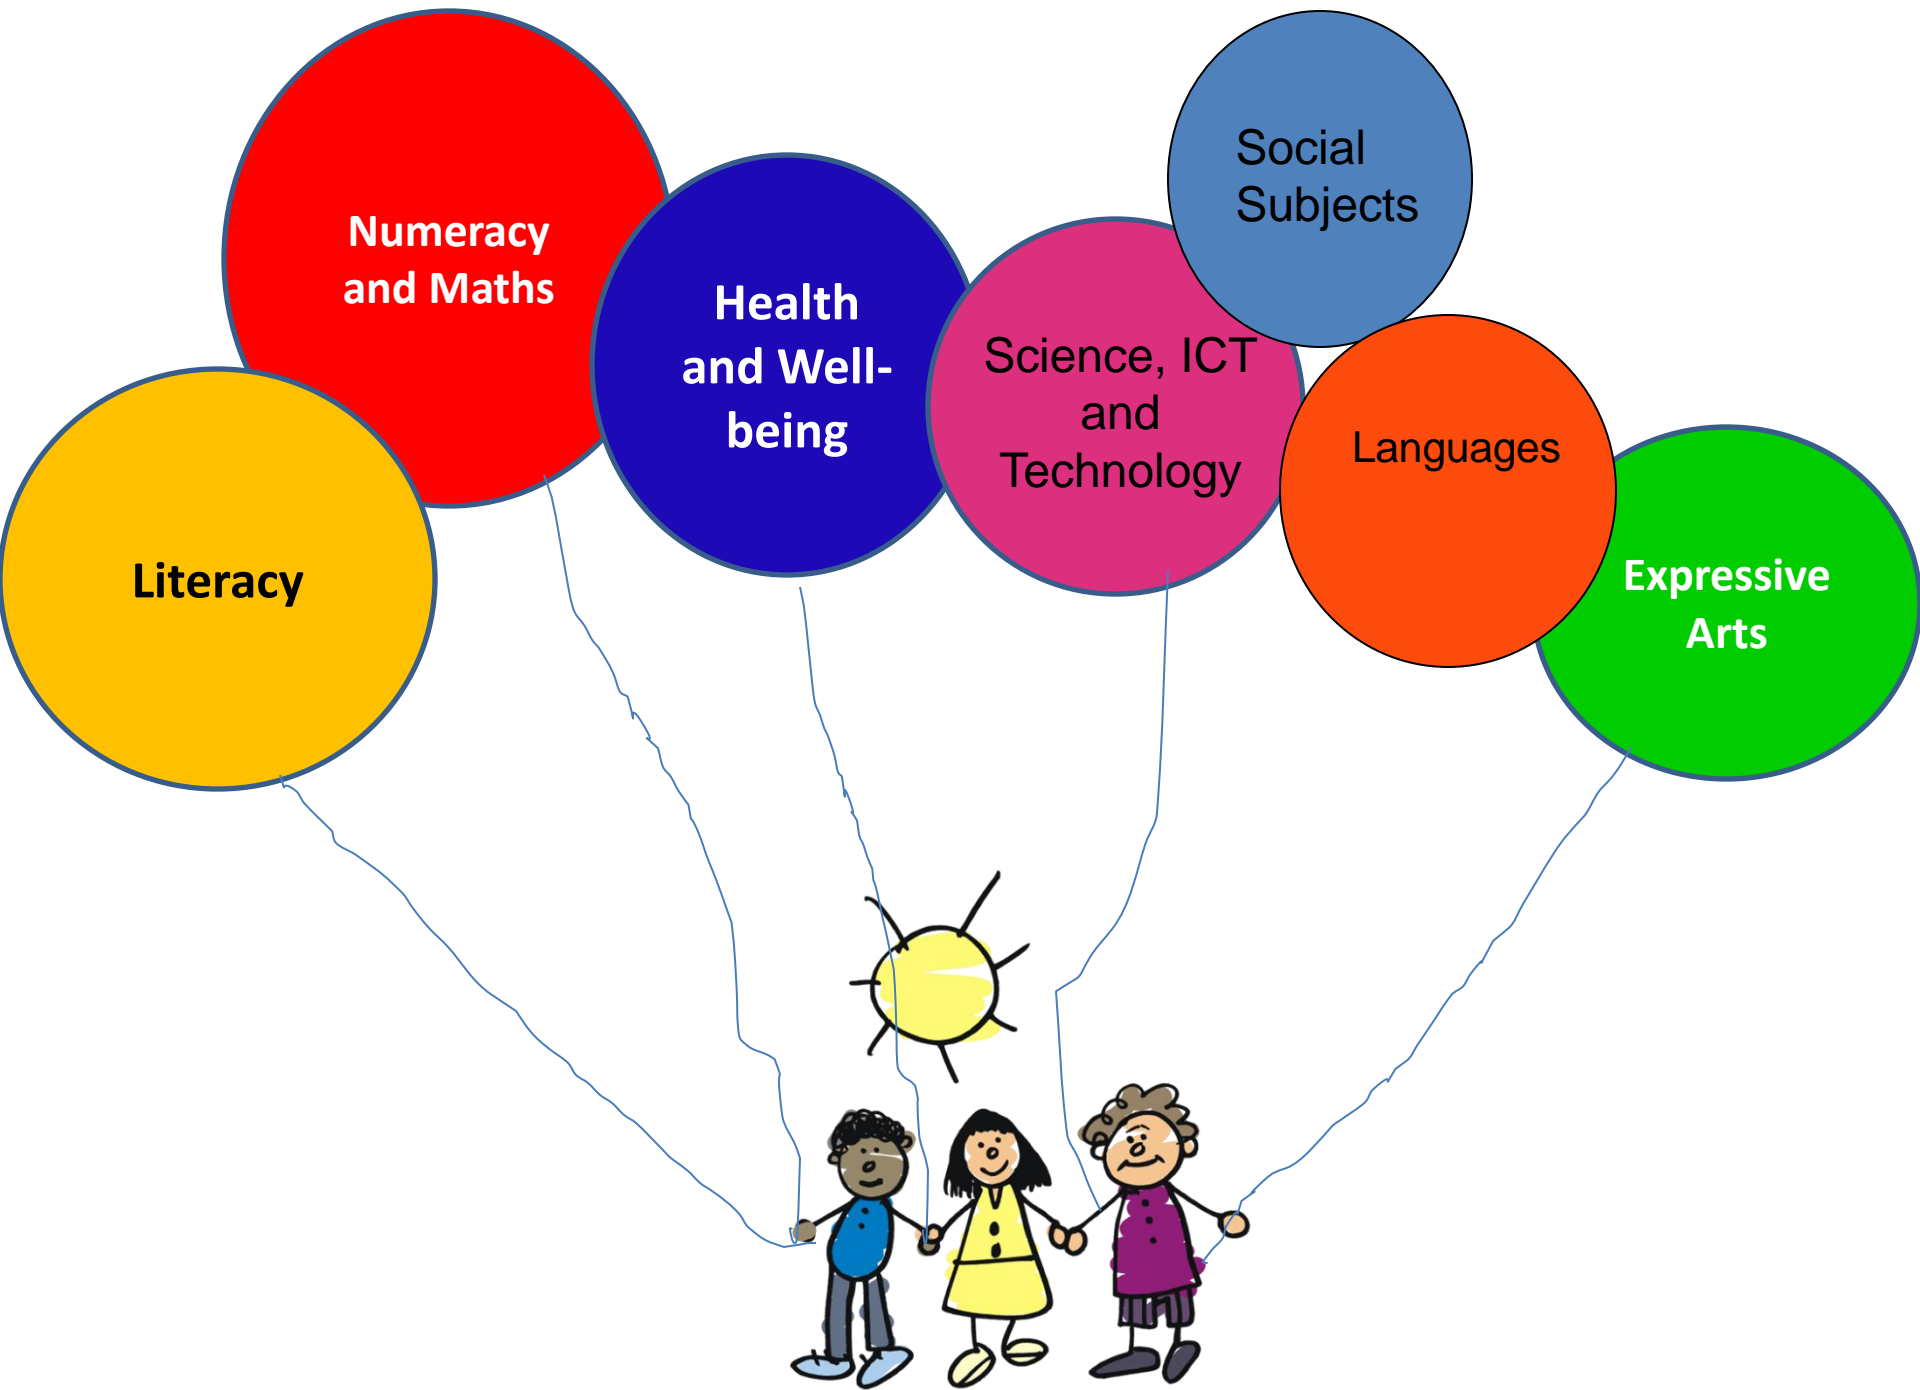 Literacy
Numeracy
and Maths
Health
and Well-
being
Science, ICT
and
Technology
Social
Subjects
Languages
Expressive
Arts